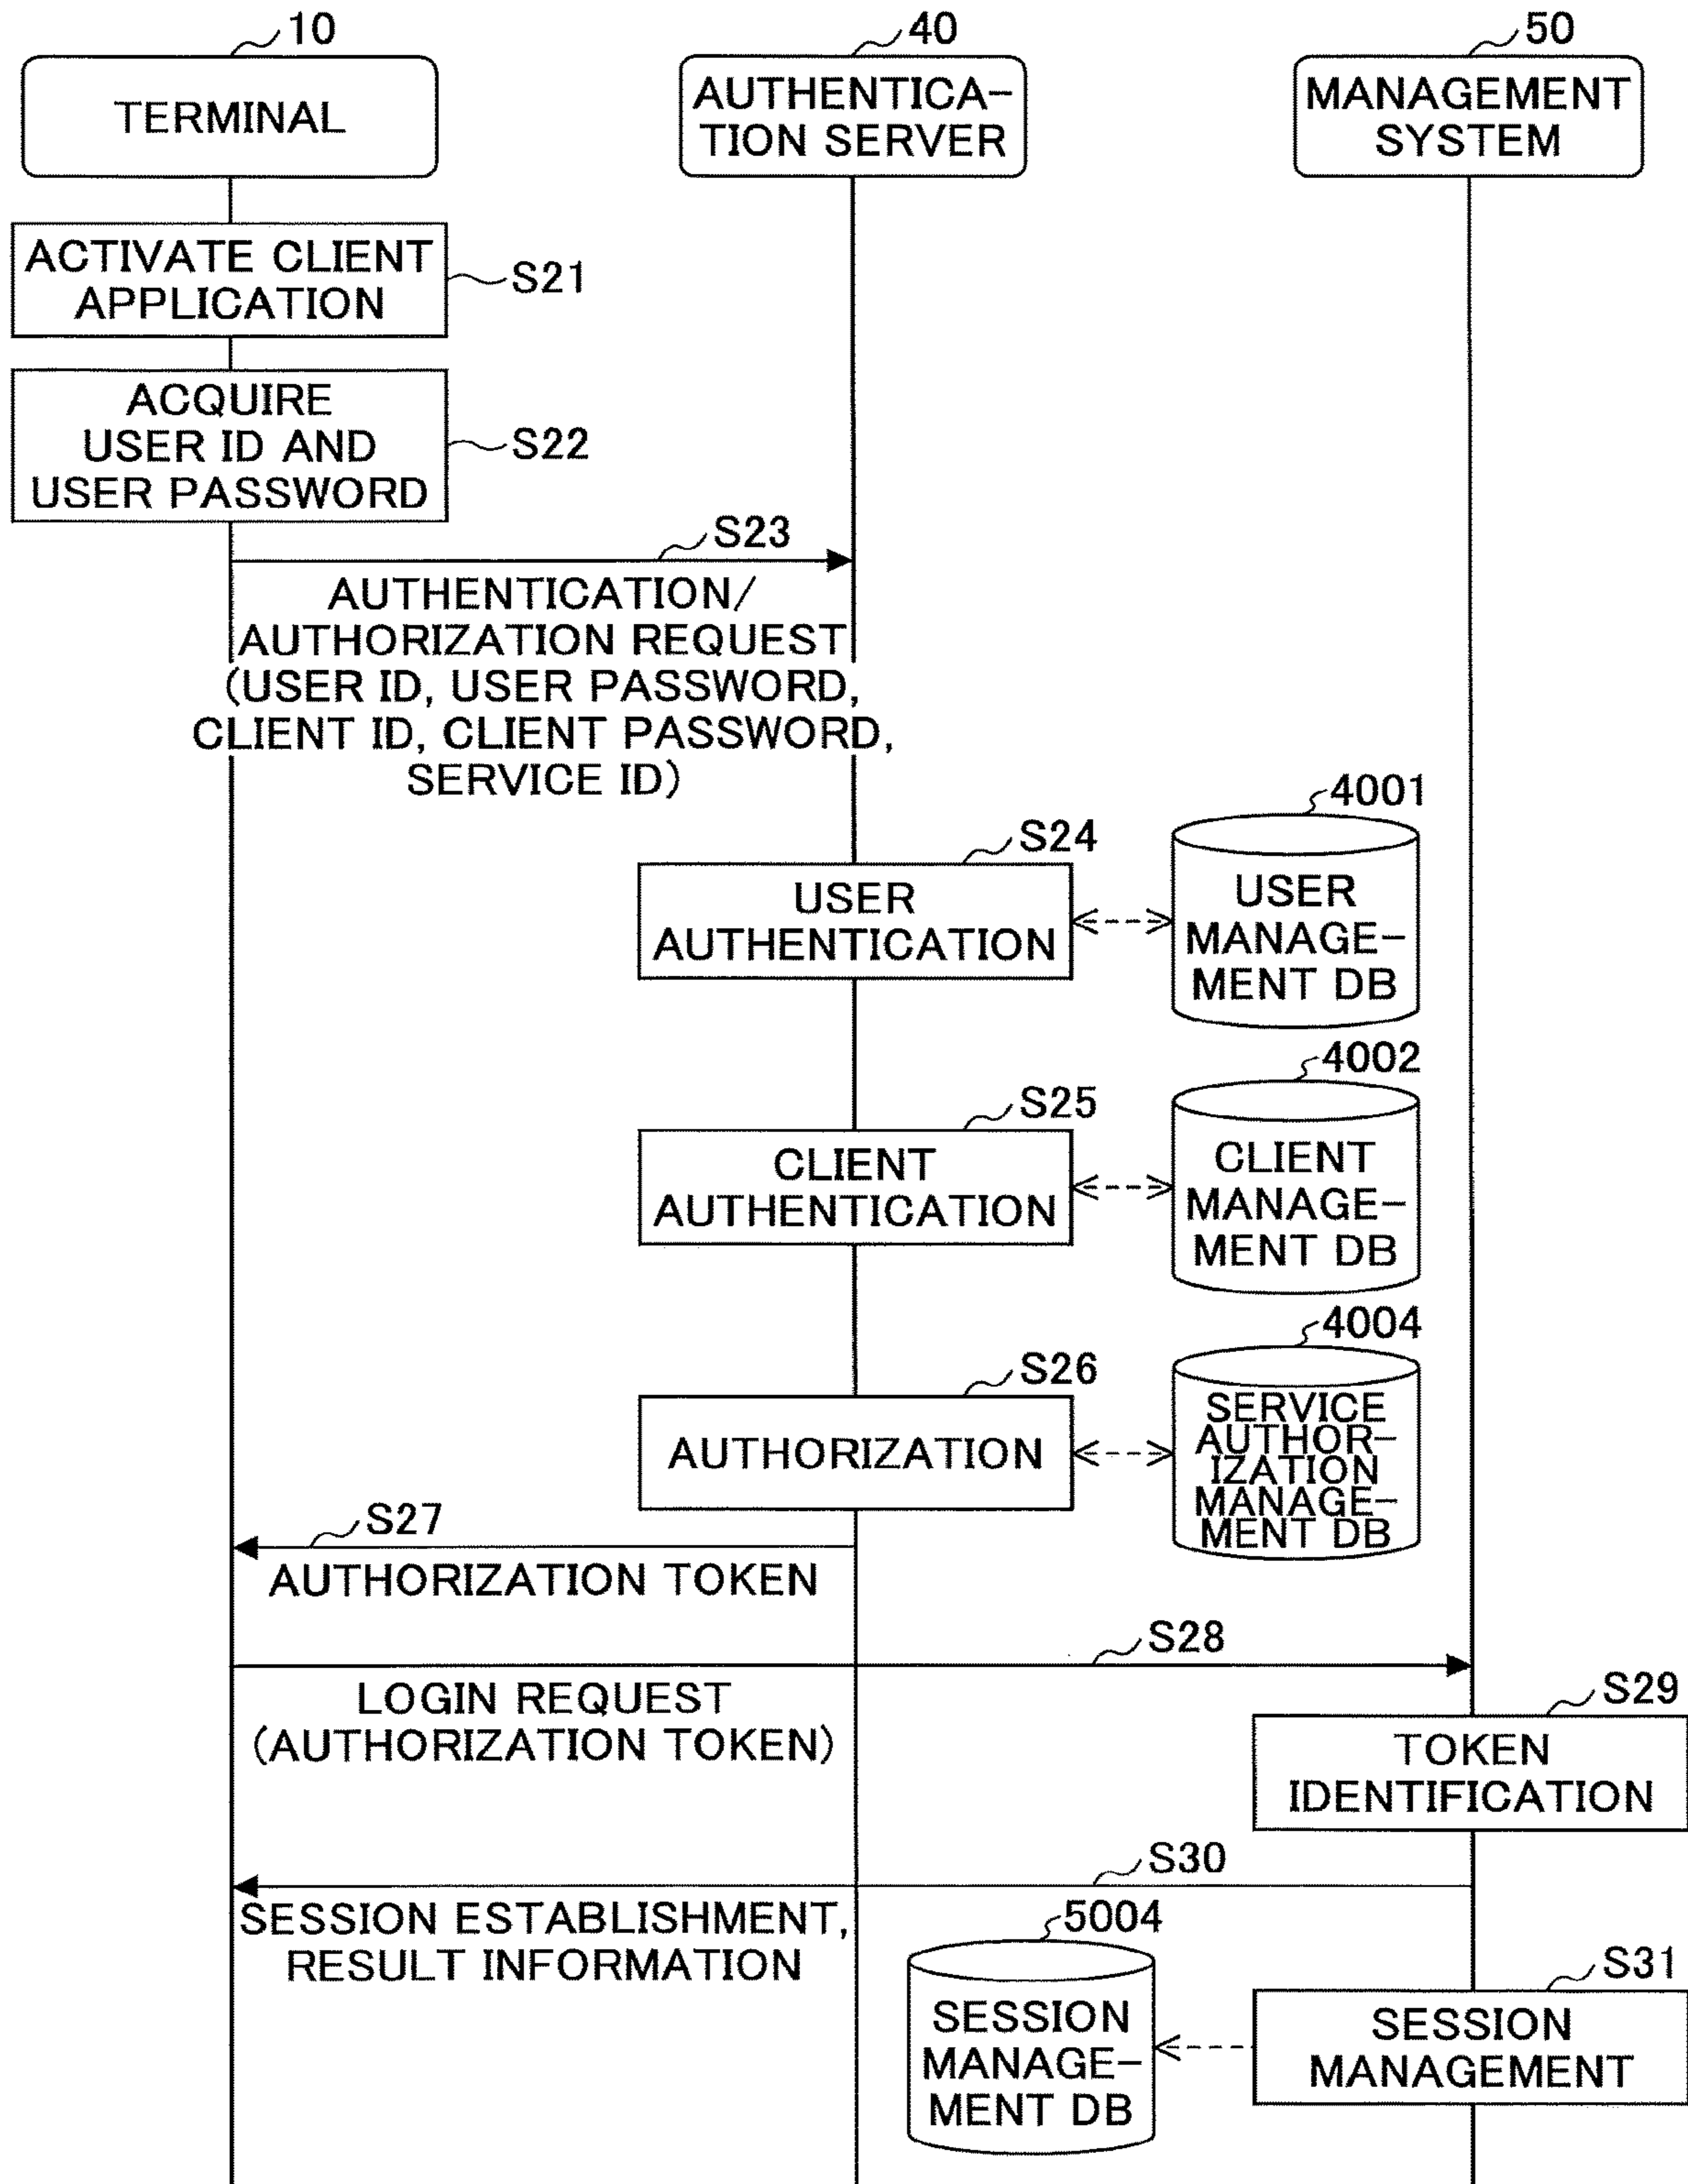 10
40
50
TERMINAL
AUTHENTICA-
TION SERVER
MANAGEMENT
SYSTEM
ACTIVATE CLIENT
APPLICATION
S21
ACQUIRE
USER ID AND
USER PASSWORD
S22
S23
AUTHENTICATION/
AUTHORIZATION REQUEST
(USER ID, USER PASSWORD,
CLIENT ID, CLIENT PASSWORD,
SERVICE ID)
S24
USER
AUTHENTICATION
4001
USER
MANAGE-
MENT DB
S25
CLIENT
AUTHENTICATION
4002
CLIENT
MANAGE-
MENT DB
S26
AUTHORIZATION
4004
SERVICE
AUTHOR-
IZATION
MANAGE-
MENT DB
S27
AUTHORIZATION TOKEN
S28
LOGIN REQUEST
(AUTHORIZATION TOKEN)
S29
TOKEN
IDENTIFICATION
S30
SESSION ESTABLISHMENT,
RESULT INFORMATION
5004
SESSION
MANAGE-
MENT DB
S31
SESSION
MANAGEMENT